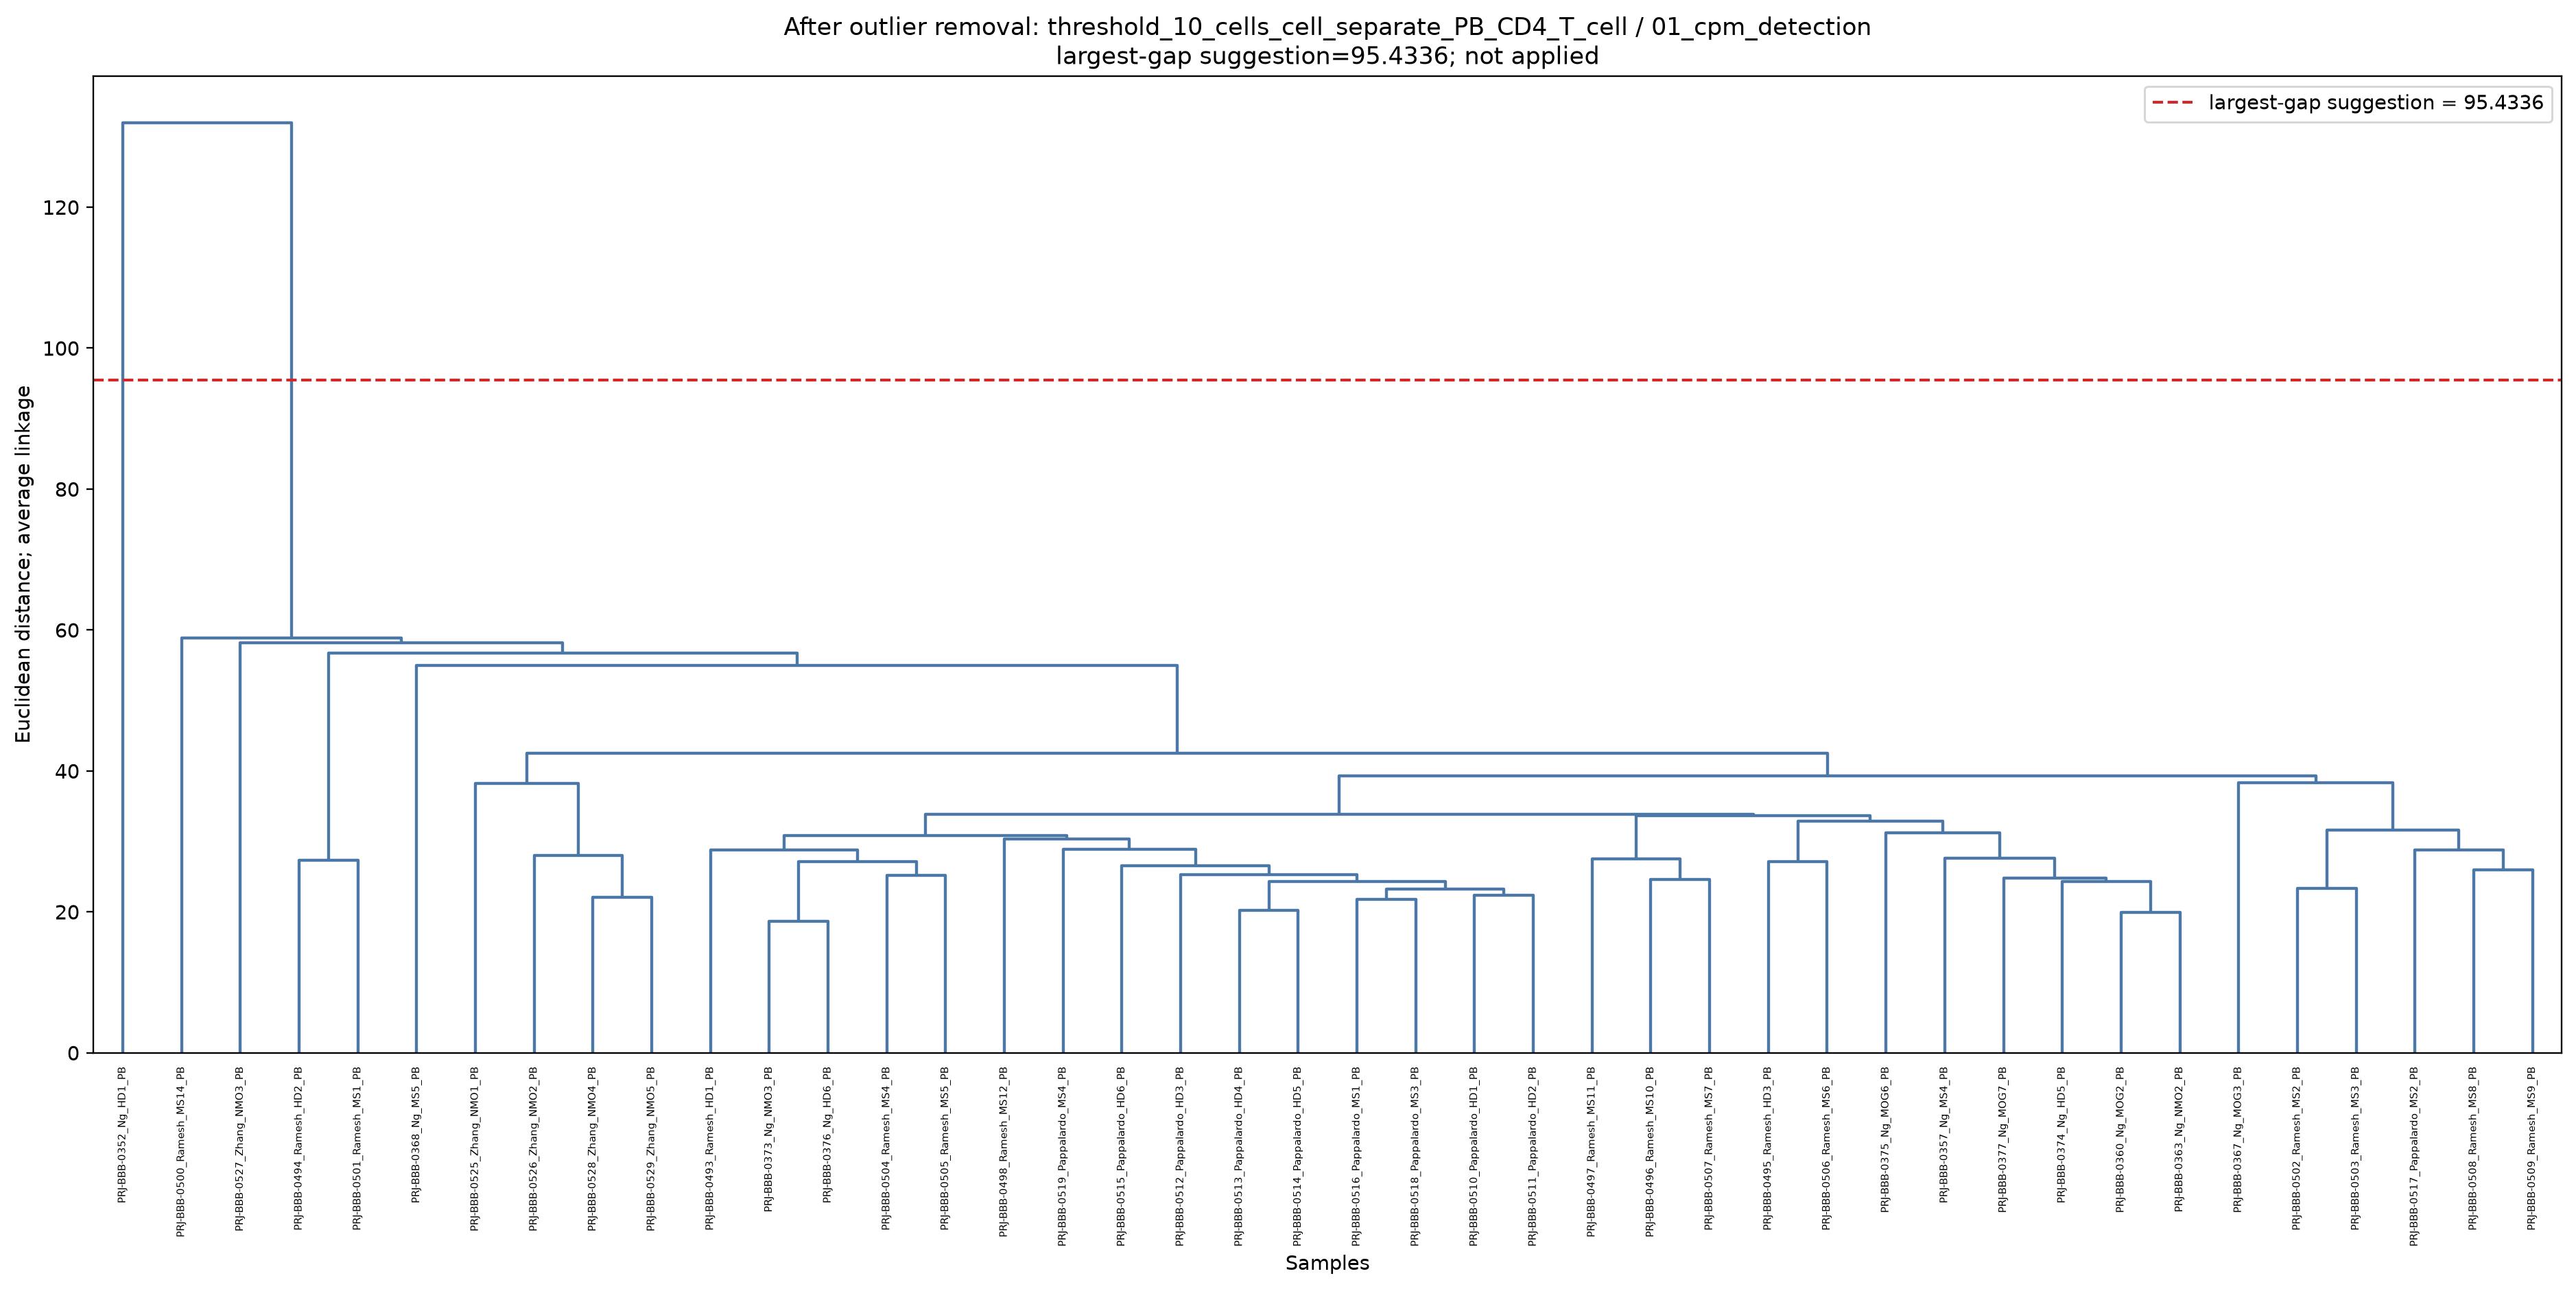 After outlier removal: threshold_10_cells_cell_separate_PB_CD4_T_cell / 01_cpm_detection
largest-gap suggestion=95.4336; not applied
largest-gap suggestion = 95.4336
Euclidean distance; average linkage
120
100
80
60
40
20
0
PRJ-BBB-0352_Ng_HD1_PB
PRJ-BBB-0500_Ramesh_MS14_PB
PRJ-BBB-0527_Zhang_NMO3_PB
PRJ-BBB-0494_Ramesh_HD2_PB
PRJ-BBB-0501_Ramesh_MS1_PB
PRJ-BBB-0368_Ng_MS5_PB
PRJ-BBB-0525_Zhang_NMO1_PB
PRJ-BBB-0526_Zhang_NMO2_PB
PRJ-BBB-0528_Zhang_NMO4_PB
PRJ-BBB-0529_Zhang_NMO5_PB
PRJ-BBB-0493_Ramesh_HD1_PB
PRJ-BBB-0373_Ng_NMO3_PB
PRJ-BBB-0376_Ng_HD6_PB
PRJ-BBB-0504_Ramesh_MS4_PB
PRJ-BBB-0505_Ramesh_MS5_PB
PRJ-BBB-0498_Ramesh_MS12_PB
PRJ-BBB-0519_Pappalardo_MS4_PB
PRJ-BBB-0515_Pappalardo_HD6_PB
PRJ-BBB-0512_Pappalardo_HD3_PB
PRJ-BBB-0513_Pappalardo_HD4_PB
PRJ-BBB-0514_Pappalardo_HD5_PB
PRJ-BBB-0516_Pappalardo_MS1_PB
PRJ-BBB-0518_Pappalardo_MS3_PB
PRJ-BBB-0510_Pappalardo_HD1_PB
PRJ-BBB-0511_Pappalardo_HD2_PB
PRJ-BBB-0497_Ramesh_MS11_PB
PRJ-BBB-0496_Ramesh_MS10_PB
PRJ-BBB-0507_Ramesh_MS7_PB
PRJ-BBB-0495_Ramesh_HD3_PB
PRJ-BBB-0506_Ramesh_MS6_PB
PRJ-BBB-0375_Ng_MOG6_PB
PRJ-BBB-0357_Ng_MS4_PB
PRJ-BBB-0377_Ng_MOG7_PB
PRJ-BBB-0374_Ng_HD5_PB
PRJ-BBB-0360_Ng_MOG2_PB
PRJ-BBB-0363_Ng_NMO2_PB
PRJ-BBB-0367_Ng_MOG3_PB
PRJ-BBB-0502_Ramesh_MS2_PB
PRJ-BBB-0503_Ramesh_MS3_PB
PRJ-BBB-0517_Pappalardo_MS2_PB
PRJ-BBB-0508_Ramesh_MS8_PB
PRJ-BBB-0509_Ramesh_MS9_PB
Samples